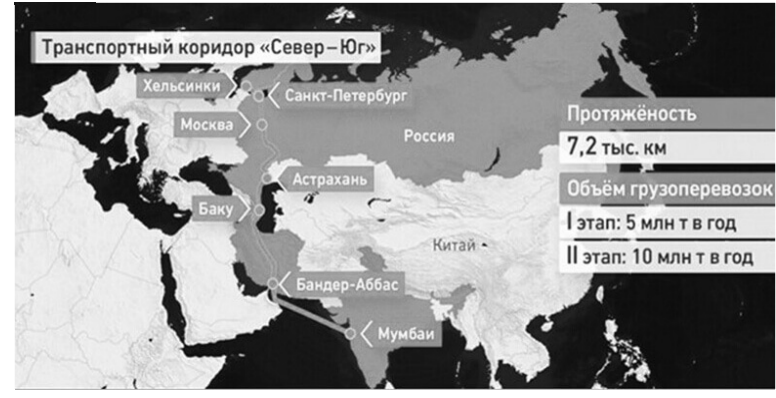 Транспортный коридор «Север–Юг»
Хельсинки
Санкт-Петербург
Москва
Россия
Астрахань
Баку
Китай
Бандер-Аббас
Мумбаи
Протяжёность
7,2 тыс. км
Объём грузоперевозок
I этап: 5 млн т в год
II этап: 10 млн т в год